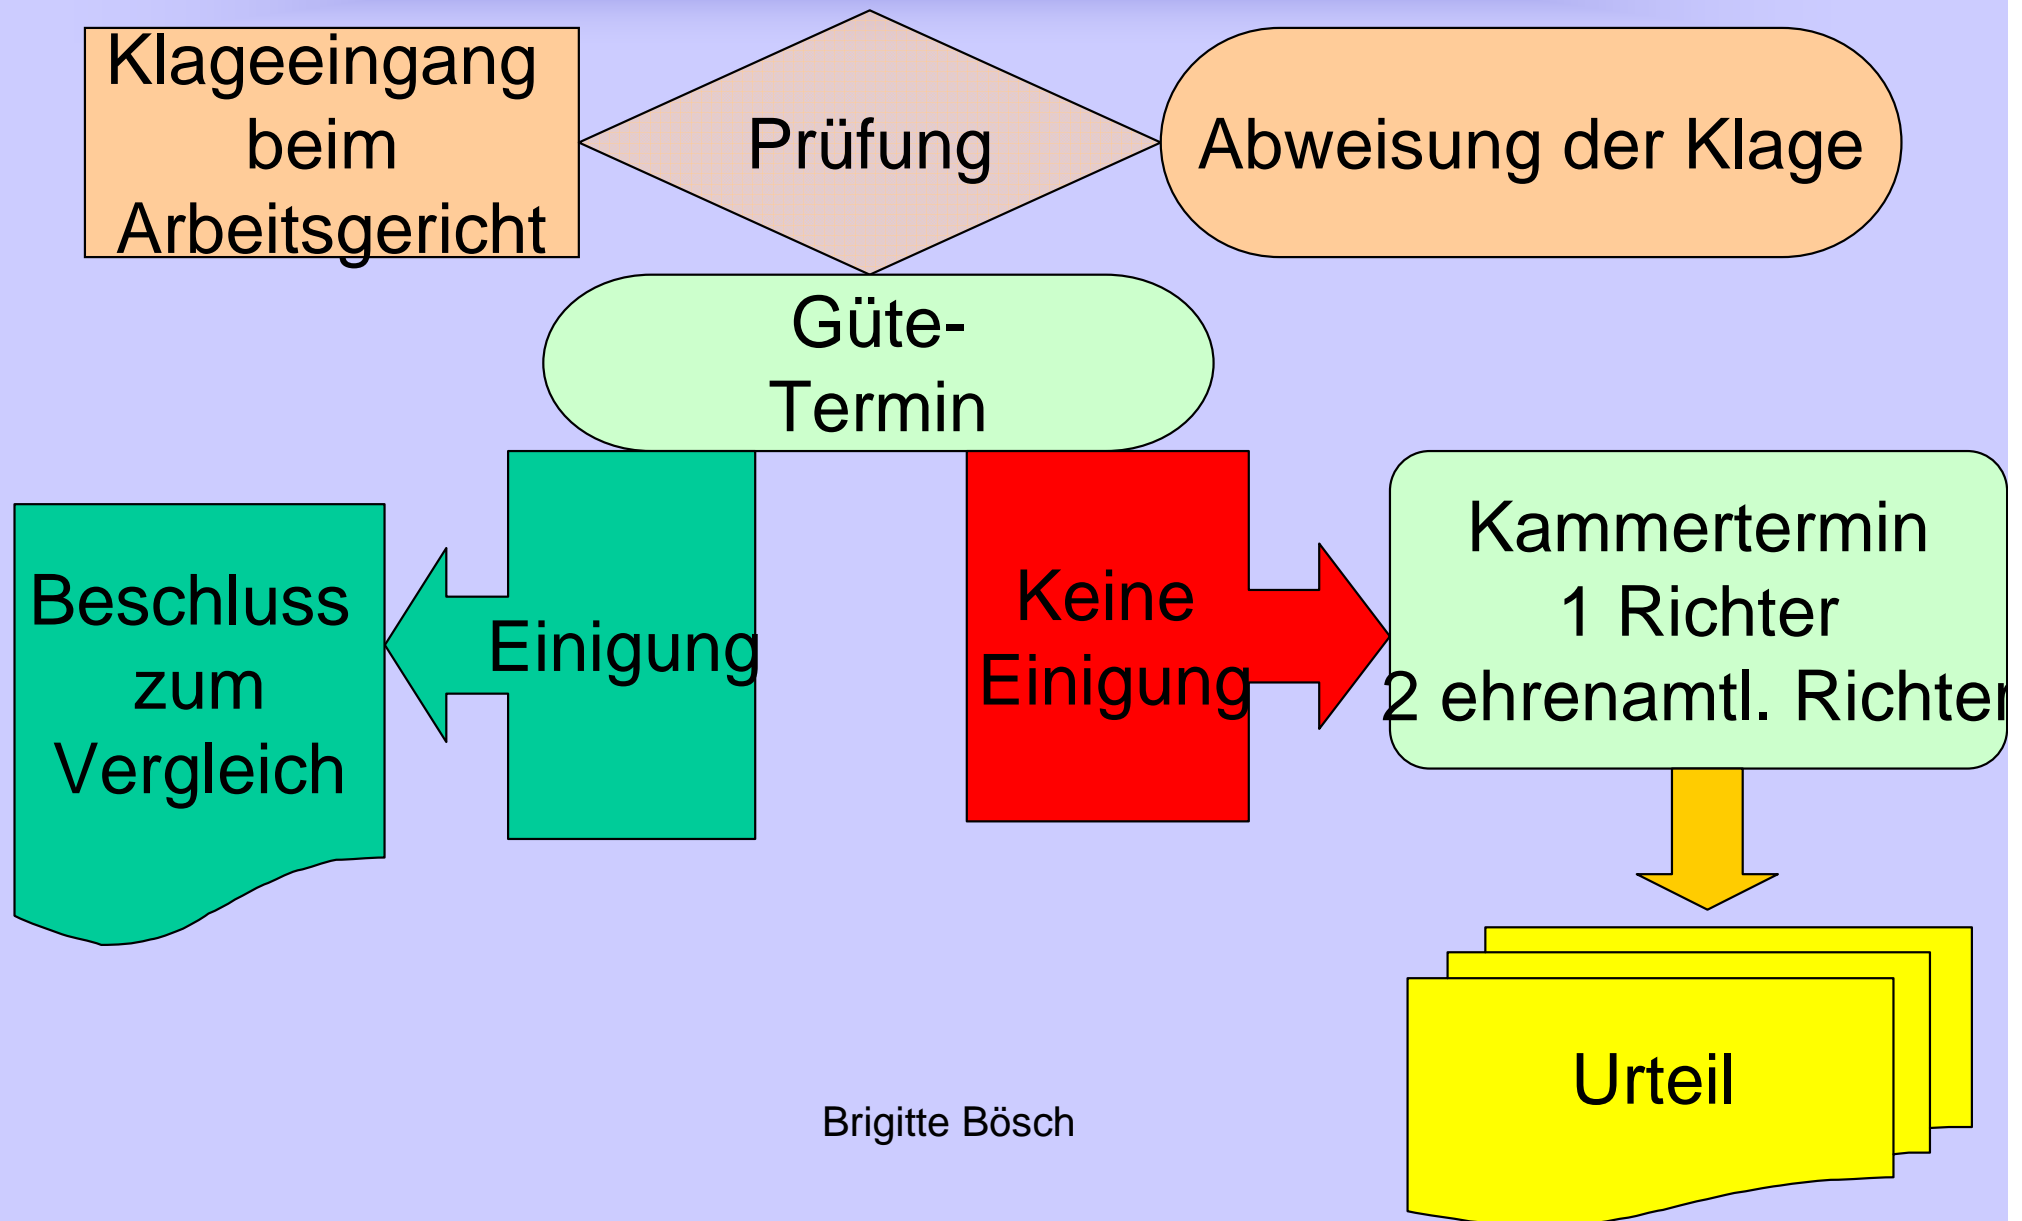 Klageeingang
beim
Arbeitsgericht
Prüfung
Abweisung der Klage
Güte-
Termin
Beschluss
zum
Vergleich
Einigung
Keine
Einigung
Kammertermin
1 Richter
2 ehrenamtl. Richter
Urteil
Brigitte Bösch